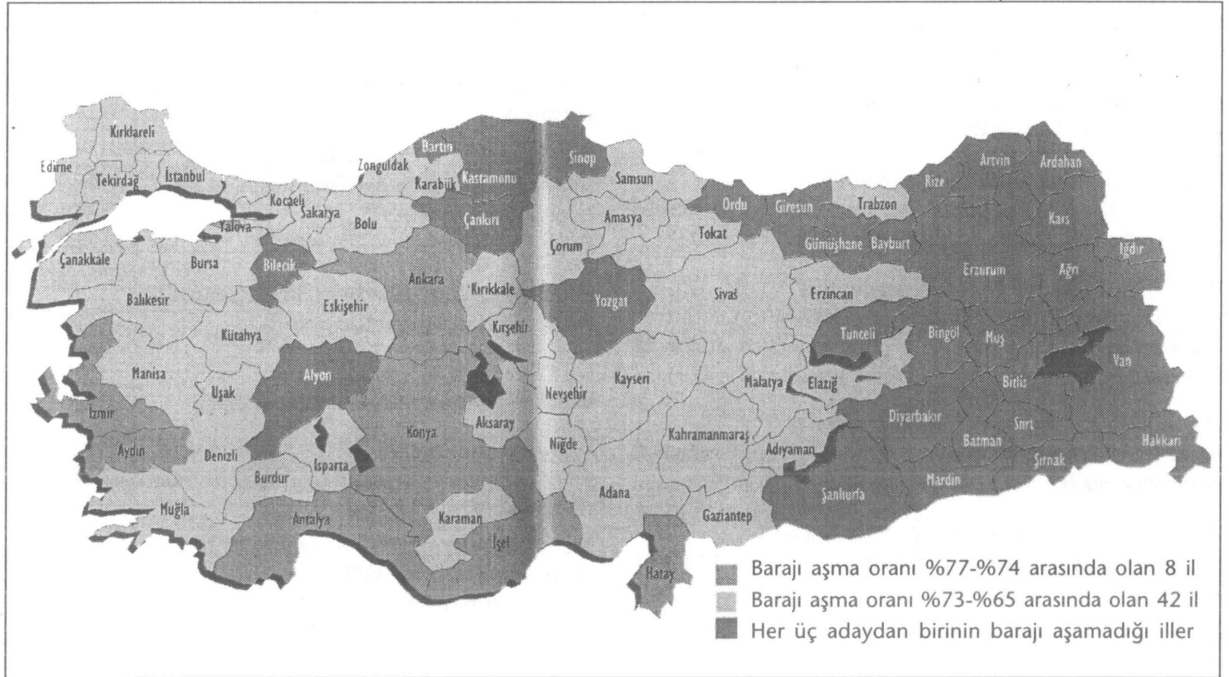 Kırklareli
Edirne
Tekirdağ
İstanbul
Kocaeli
Sakarya
Yalova
Zonguldak
Bartın
Karabük
Kastamonu
Sinop
Samsun
Ordu
Giresun
Trabzon
Rize
Artvin
Ardahan
Kars
Iğdır
Çanakkale
Bursa
Bilecik
Bolu
Çankırı
Çorum
Amasya
Tokat
Gümüşhane
Bayburt
Erzurum
Ağrı
Balıkesir
Kütahya
Eskişehir
Ankara
Kırıkkale
Yozgat
Sivas
Erzincan
Kırşehir
Tunceli
Bingöl
Muş
Van
Manisa
Uşak
Afyon
Nevşehir
Kayseri
Malatya
Elazığ
Bitlis
İzmir
Aydın
Denizli
Isparta
Konya
Aksaray
Niğde
Kahramanmaraş
Adıyaman
Diyarbakır
Batman
Siirt
Şırnak
Hakkari
Burdur
Muğla
Antalya
Karaman
İçel
Adana
Gaziantep
Şanlıurfa
Mardin
Hatay
Barajı aşma oranı %77-%74 arasında olan 8 il
Barajı aşma oranı %73-%65 arasında olan 42 il
Her üç adaydan birinin barajı aşamadığı iller